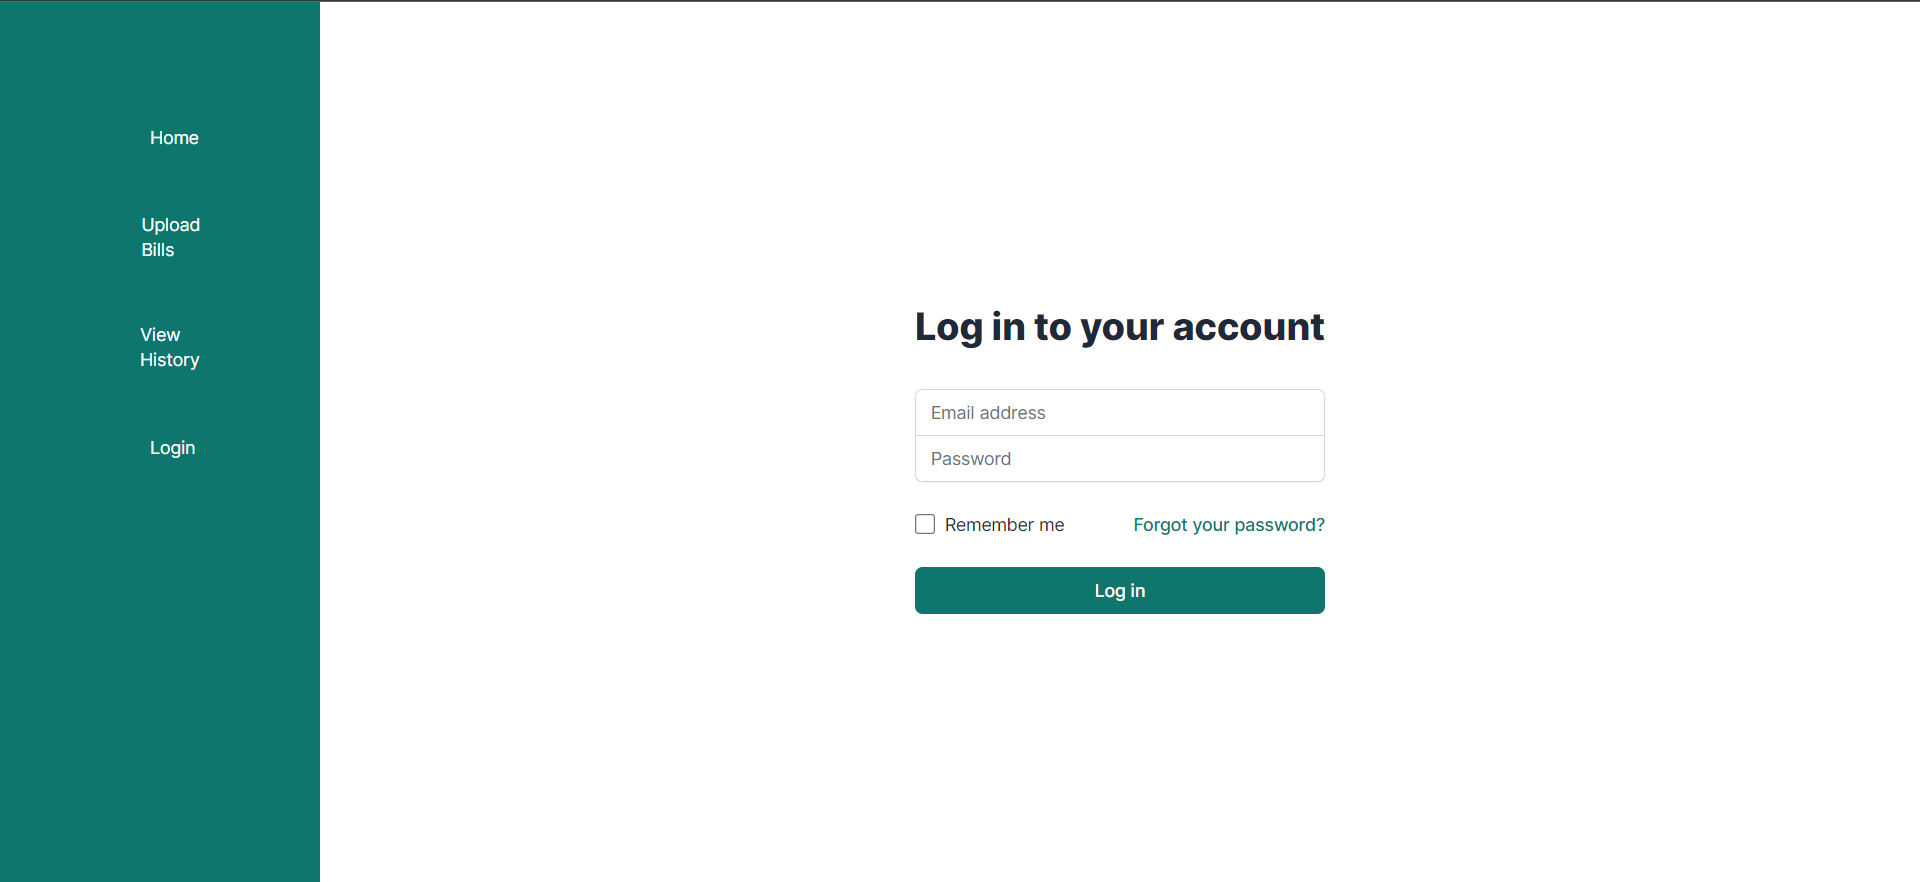 Home
Upload
Bills
View
History
Login
Log in to your account
Email address
Password
Remember me
Forgot your password?
Log in